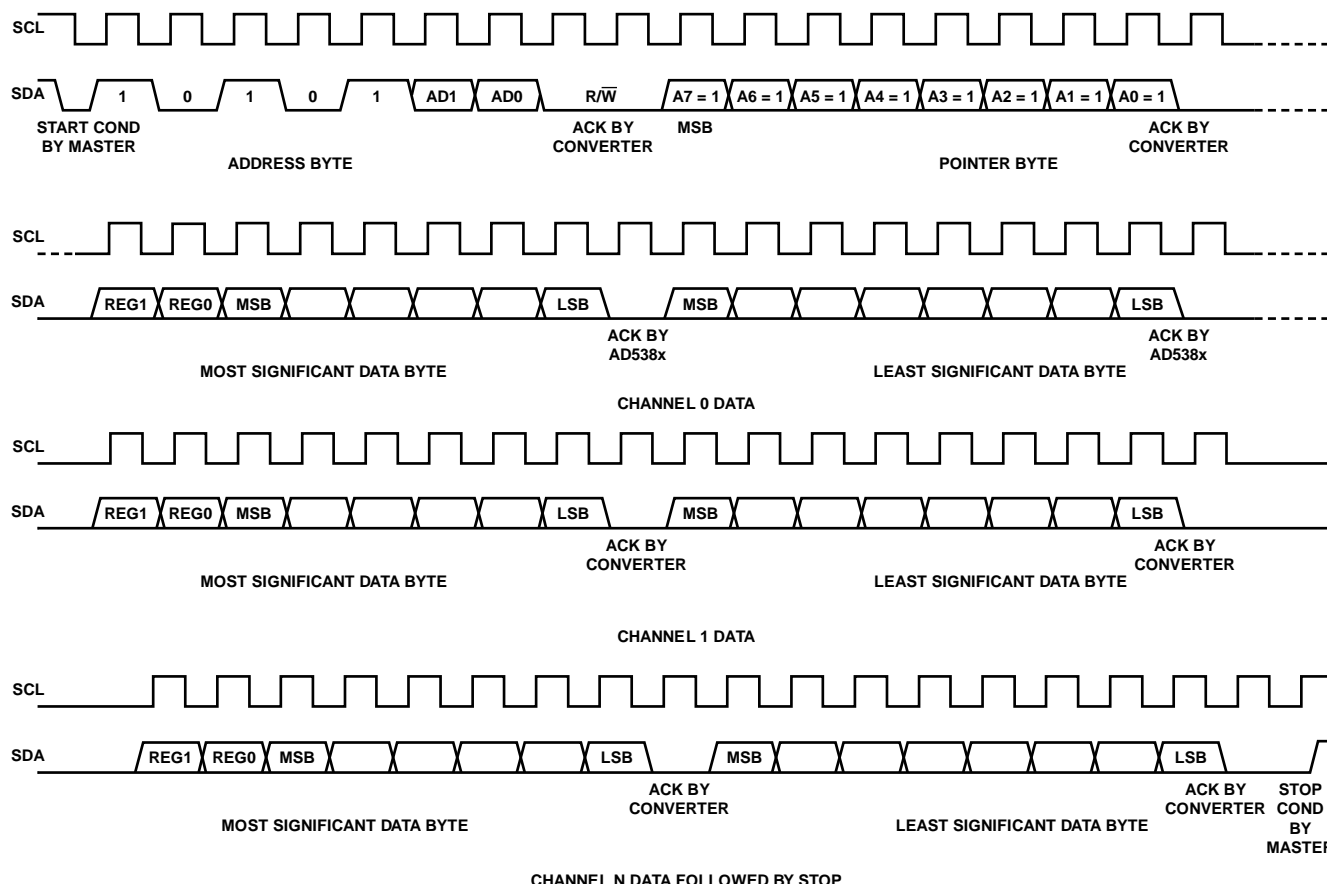 SCL
SDA 1 0 1 0 1 AD1 AD0 R/W̅ A7 = 1 A6 = 1 A5 = 1 A4 = 1 A3 = 1 A2 = 1 A1 = 1 A0 = 1
START COND
BY MASTER
ACK BY
CONVERTER
MSB
ACK BY
CONVERTER
ADDRESS BYTE
POINTER BYTE
SCL
SDA REG1 REG0 MSB LSB MSB LSB
ACK BY
AD538x
ACK BY
AD538x
MOST SIGNIFICANT DATA BYTE
LEAST SIGNIFICANT DATA BYTE
CHANNEL 0 DATA
SCL
SDA REG1 REG0 MSB LSB MSB LSB
ACK BY
CONVERTER
ACK BY
CONVERTER
MOST SIGNIFICANT DATA BYTE
LEAST SIGNIFICANT DATA BYTE
CHANNEL 1 DATA
SCL
SDA REG1 REG0 MSB LSB MSB LSB
ACK BY
CONVERTER
ACK BY
CONVERTER
STOP
COND
BY
MASTER
MOST SIGNIFICANT DATA BYTE
LEAST SIGNIFICANT DATA BYTE
CHANNEL N DATA FOLLOWED BY STOP